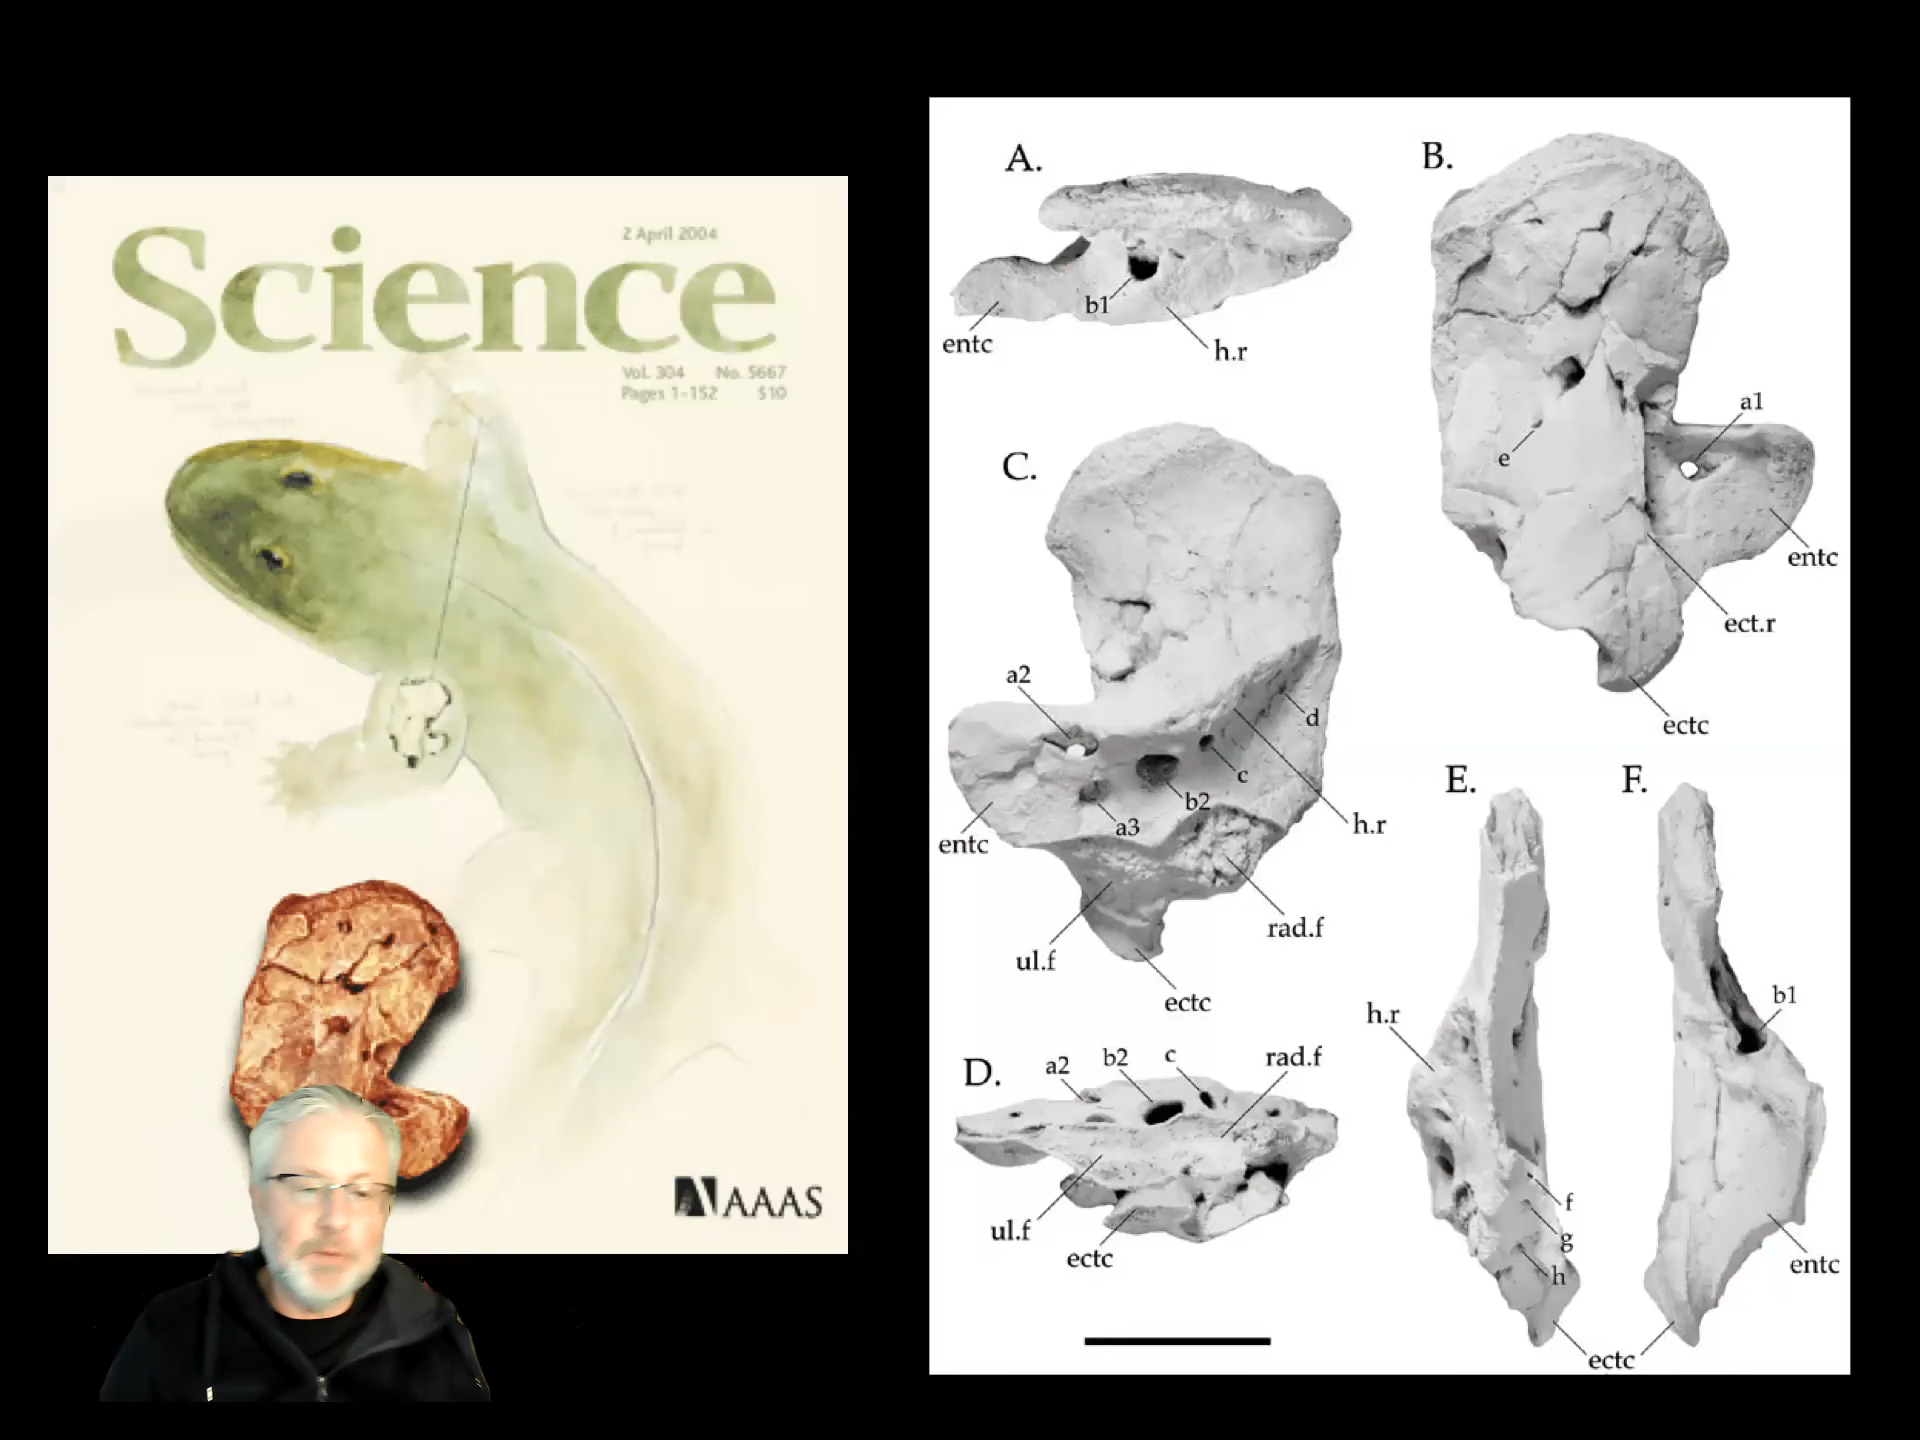 Science
2 April 2004
Vol. 304 No. 5667
Pages 1-152 $10
AAAS
A.
b1
entc
h.r
B.
a1
e
entc
ect.r
ectc
C.
a2
d
c
b2
a3
h.r
entc
rad.f
ul.f
ectc
D.
a2
b2
c
rad.f
ul.f
ectc
E.
h.r
f
g
h
F.
b1
entc
ectc